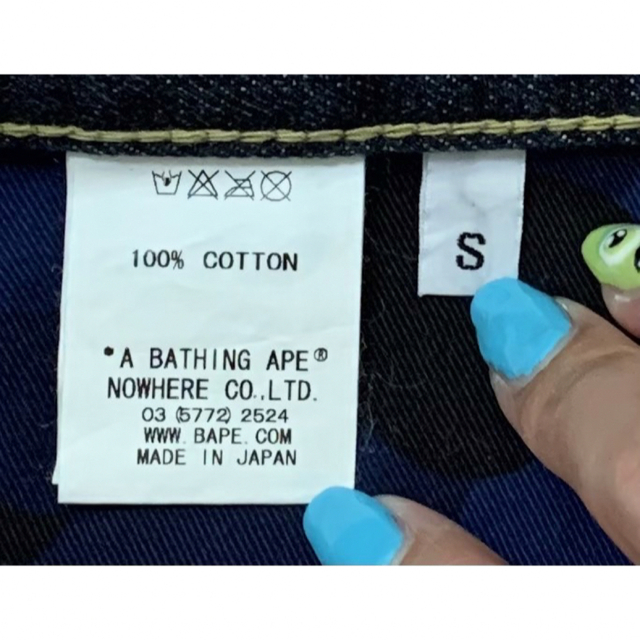 100% COTTON
*A BATHING APE®
NOWHERE CO.,LTD.
03 (5772) 2524
WWW.BAPE.COM
MADE IN JAPAN
S